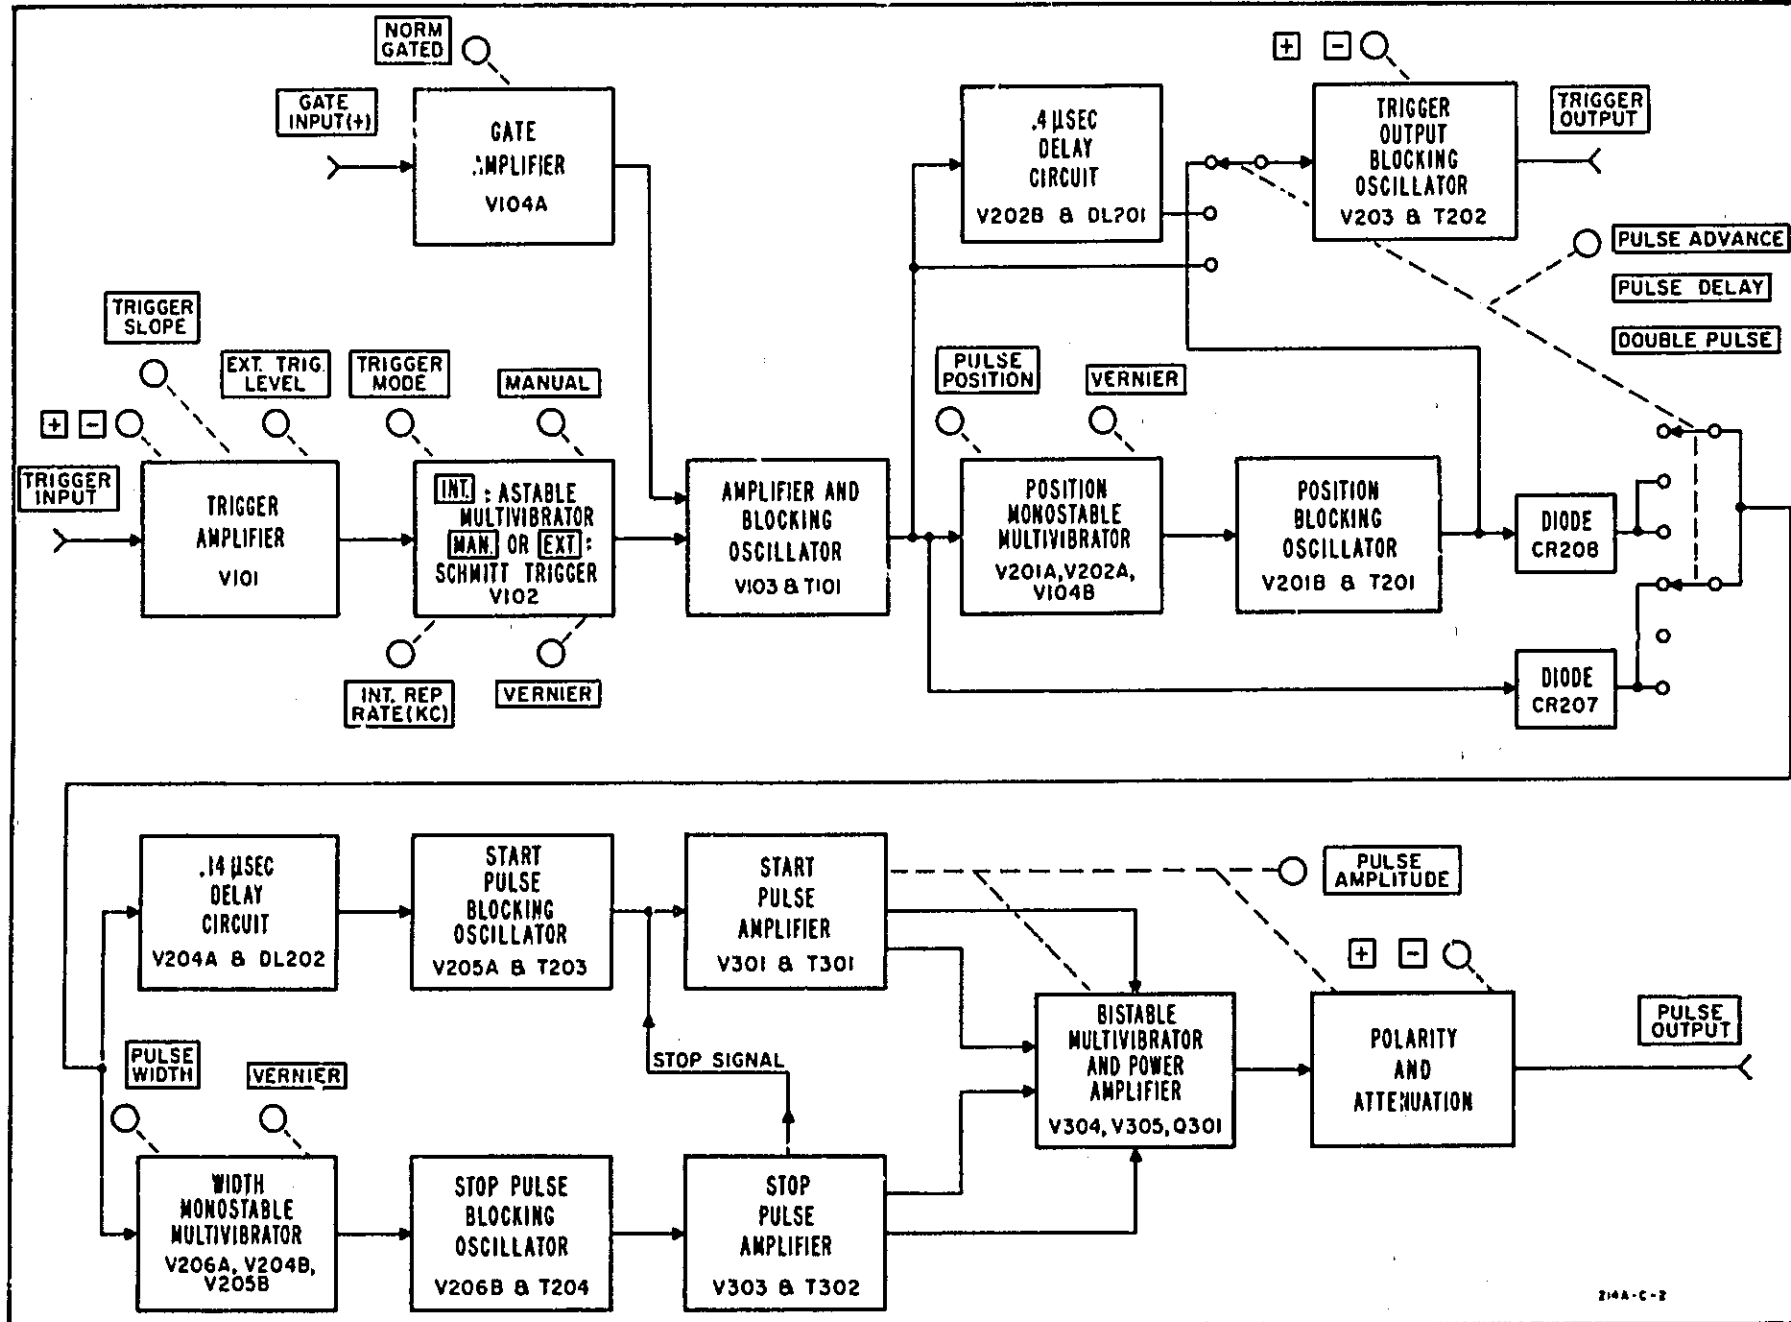 NORM
GATED
GATE
INPUT(+)
GATE
AMPLIFIER
V104A
.4 µSEC
DELAY
CIRCUIT
V202B & DL201
+ -
TRIGGER
OUTPUT
BLOCKING
OSCILLATOR
V203 & T202
TRIGGER
OUTPUT
PULSE ADVANCE
PULSE DELAY
DOUBLE PULSE
TRIGGER
SLOPE
EXT. TRIG.
LEVEL
TRIGGER
MODE
MANUAL
+ -
TRIGGER
INPUT
TRIGGER
AMPLIFIER
V101
INT. : ASTABLE
MULTIVIBRATOR
MAN. OR EXT :
SCHMITT TRIGGER
V102
INT. REP
RATE(KC)
VERNIER
AMPLIFIER AND
BLOCKING
OSCILLATOR
V103 & T101
PULSE
POSITION
VERNIER
POSITION
MONOSTABLE
MULTIVIBRATOR
V201A, V202A,
V104B
POSITION
BLOCKING
OSCILLATOR
V201B & T201
DIODE
CR208
DIODE
CR207
.14 µSEC
DELAY
CIRCUIT
V204A & DL202
START
PULSE
BLOCKING
OSCILLATOR
V205A & T203
START
PULSE
AMPLIFIER
V301 & T301
PULSE
AMPLITUDE
+ -
PULSE
WIDTH
VERNIER
STOP SIGNAL
BISTABLE
MULTIVIBRATOR
AND POWER
AMPLIFIER
V304, V305, Q301
POLARITY
AND
ATTENUATION
PULSE
OUTPUT
WIDTH
MONOSTABLE
MULTIVIBRATOR
V206A, V204B,
V205B
STOP PULSE
BLOCKING
OSCILLATOR
V206B & T204
STOP
PULSE
AMPLIFIER
V303 & T302
214A-C-2